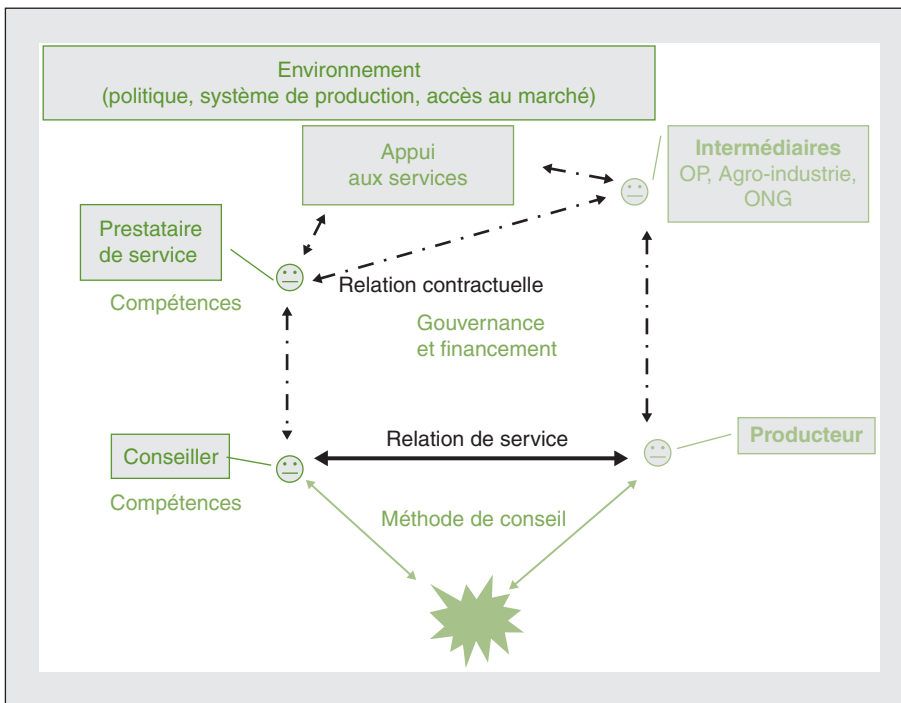 Environnement
(politique, système de production, accès au marché)
Appui
aux services
Intermédiaires
OP, Agro-industrie,
ONG
Prestataire
de service
Compétences
Relation contractuelle
Gouvernance
et financement
Relation de service
Producteur
Conseiller
Compétences
Méthode de conseil